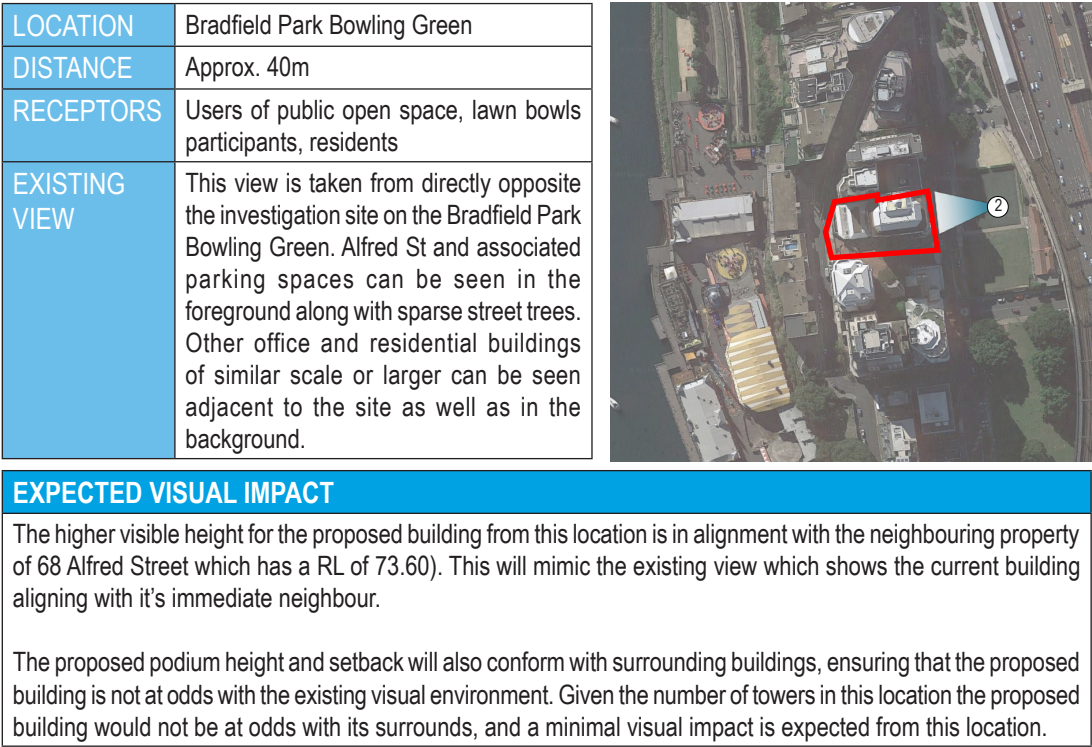 LOCATION
Bradfield Park Bowling Green
DISTANCE
Approx. 40m
RECEPTORS
Users of public open space, lawn bowls
participants, residents
EXISTING
VIEW
This view is taken from directly opposite
the investigation site on the Bradfield Park
Bowling Green. Alfred St and associated
parking spaces can be seen in the
foreground along with sparse street trees.
Other office and residential buildings
of similar scale or larger can be seen
adjacent to the site as well as in the
background.
2
EXPECTED VISUAL IMPACT
The higher visible height for the proposed building from this location is in alignment with the neighbouring property
of 68 Alfred Street which has a RL of 73.60). This will mimic the existing view which shows the current building
aligning with it's immediate neighbour.
The proposed podium height and setback will also conform with surrounding buildings, ensuring that the proposed
building is not at odds with the existing visual environment. Given the number of towers in this location the proposed
building would not be at odds with its surrounds, and a minimal visual impact is expected from this location.